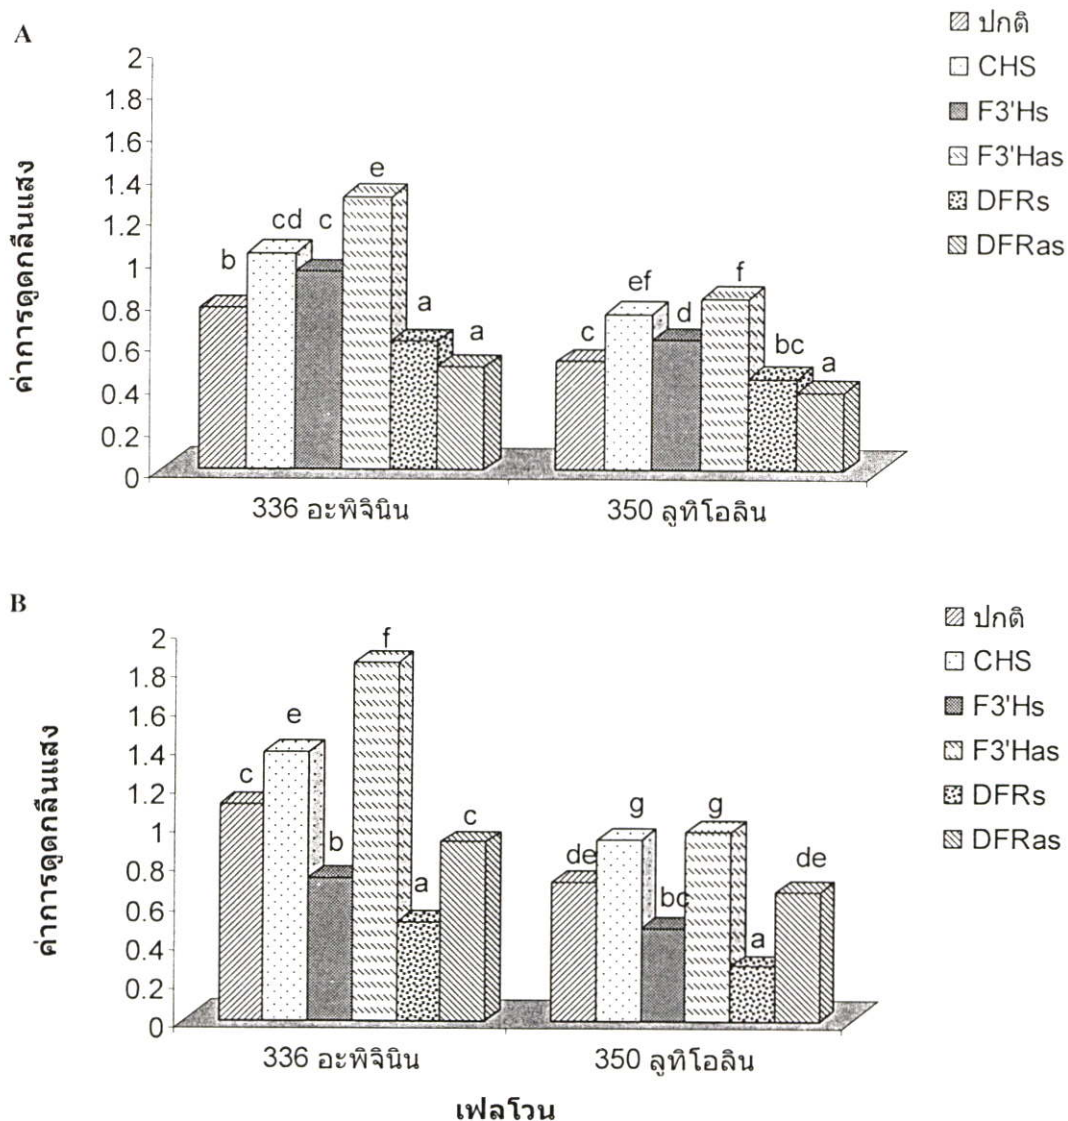 A
ปกติ
CHS
F3'Hs
F3'Has
DFRs
DFRas
ค่าการดูดกลืนแสง
2
1.8
1.6
1.4
1.2
1
0.8
0.6
0.4
0.2
0
b cd c e a a
c ef d f bc a
336 อะพิจินิน 350 ลูทิโอลิน
B
ปกติ
CHS
F3'Hs
F3'Has
DFRs
DFRas
ค่าการดูดกลืนแสง
2
1.8
1.6
1.4
1.2
1
0.8
0.6
0.4
0.2
0
c e b f a c
de g bc g a de
336 อะพิจินิน 350 ลูทิโอลิน
เฟลโวน